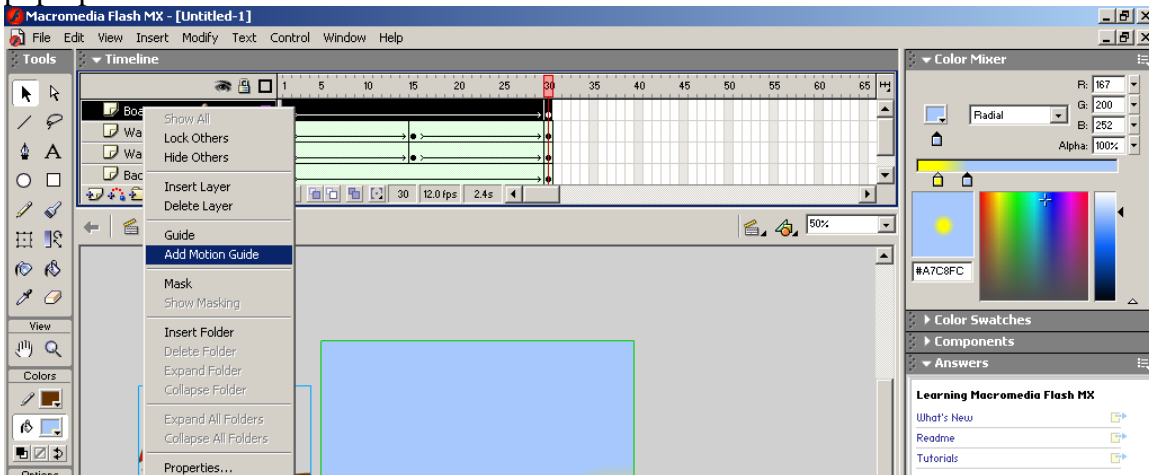 Macromedia Flash MX - [Untitled-1]
File Edit View Insert Modify Text Control Window Help
Tools
Timeline
Color Mixer
1 5 10 15 20 25 30 35 40 45 50 55 60 65
Boa
Wa
Wa
Bac
30 12.0 fps 2.4s
50%
Show All
Lock Others
Hide Others
Insert Layer
Delete Layer
Guide
Add Motion Guide
Mask
Show Masking
Insert Folder
Delete Folder
Expand Folder
Collapse Folder
Expand All Folders
Collapse All Folders
Properties...
View
Colors
Options
Radial
R: 167
G: 200
B: 252
Alpha: 100%
#A7C8FC
Color Swatches
Components
Answers
Learning Macromedia Flash MX
What's New
Readme
Tutorials